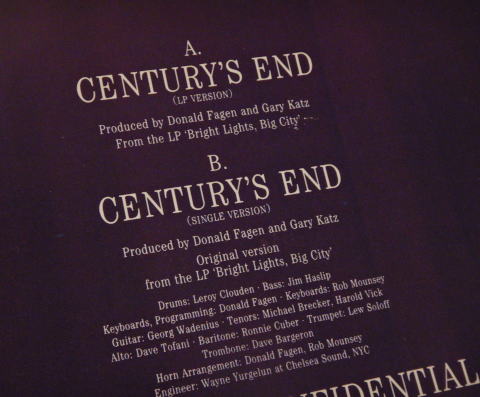 A.
CENTURY'S END
(LP VERSION)
Produced by Donald Fagen and Gary Katz
From the LP 'Bright Lights, Big City'
B.
CENTURY'S END
(SINGLE VERSION)
Produced by Donald Fagen and Gary Katz
Original version
from the LP 'Bright Lights, Big City'
Drums: Leroy Clouden · Bass: Jim Haslip
Keyboards, Programming: Donald Fagen · Keyboards: Rob Mounsey
Guitar: Georg Wadenius · Tenors: Michael Brecker, Harold Vick
Alto: Dave Tofani · Baritone: Ronnie Cuber · Trumpet: Lew Soloff
Trombone: Dave Bargeron
Horn Arrangement: Donald Fagen, Rob Mounsey
Engineer: Wayne Yurgelun at Chelsea Sound, NYC